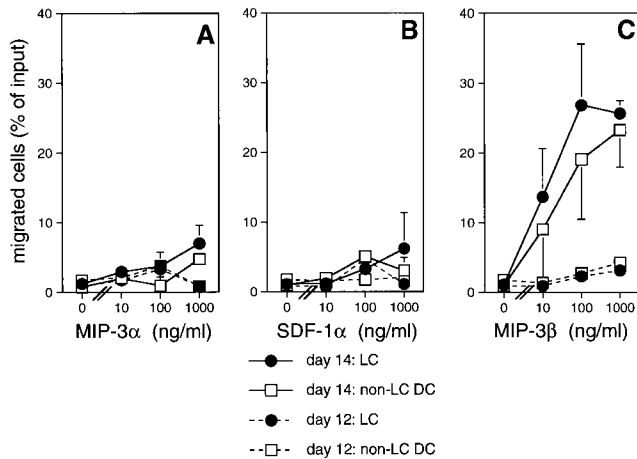 A
B
C
migrated cells (% of input)
40
30
20
10
0
40
30
20
10
0
40
30
20
10
0
0 10 100 1000
0 10 100 1000
0 10 100 1000
MIP-3α (ng/ml)
SDF-1α (ng/ml)
MIP-3β (ng/ml)
day 14: LC
day 14: non-LC DC
day 12: LC
day 12: non-LC DC